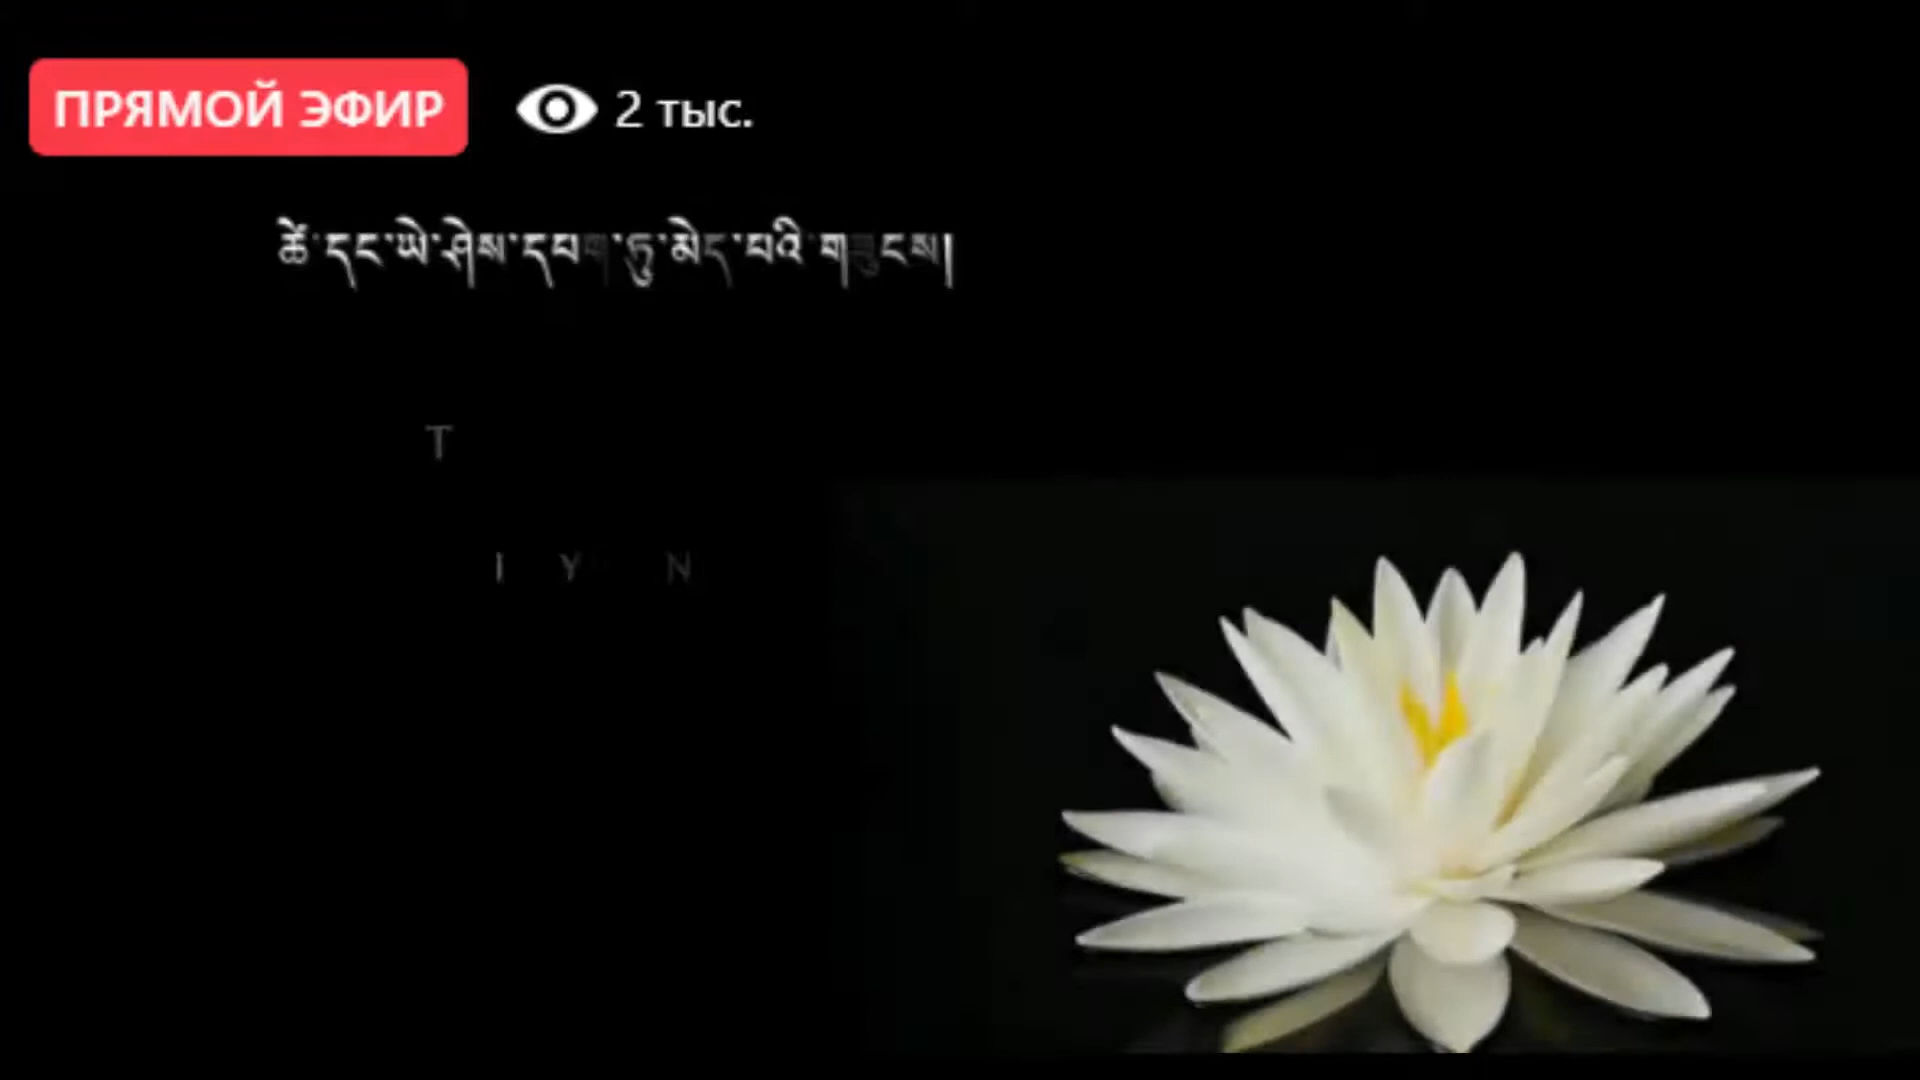 ПРЯМОЙ ЭФИР 2 тыс.
ཚེ་དང་ཡེ་ཤེས་དཔག་ཏུ་མེད་པའི་གཟུངས།
T
I Y N